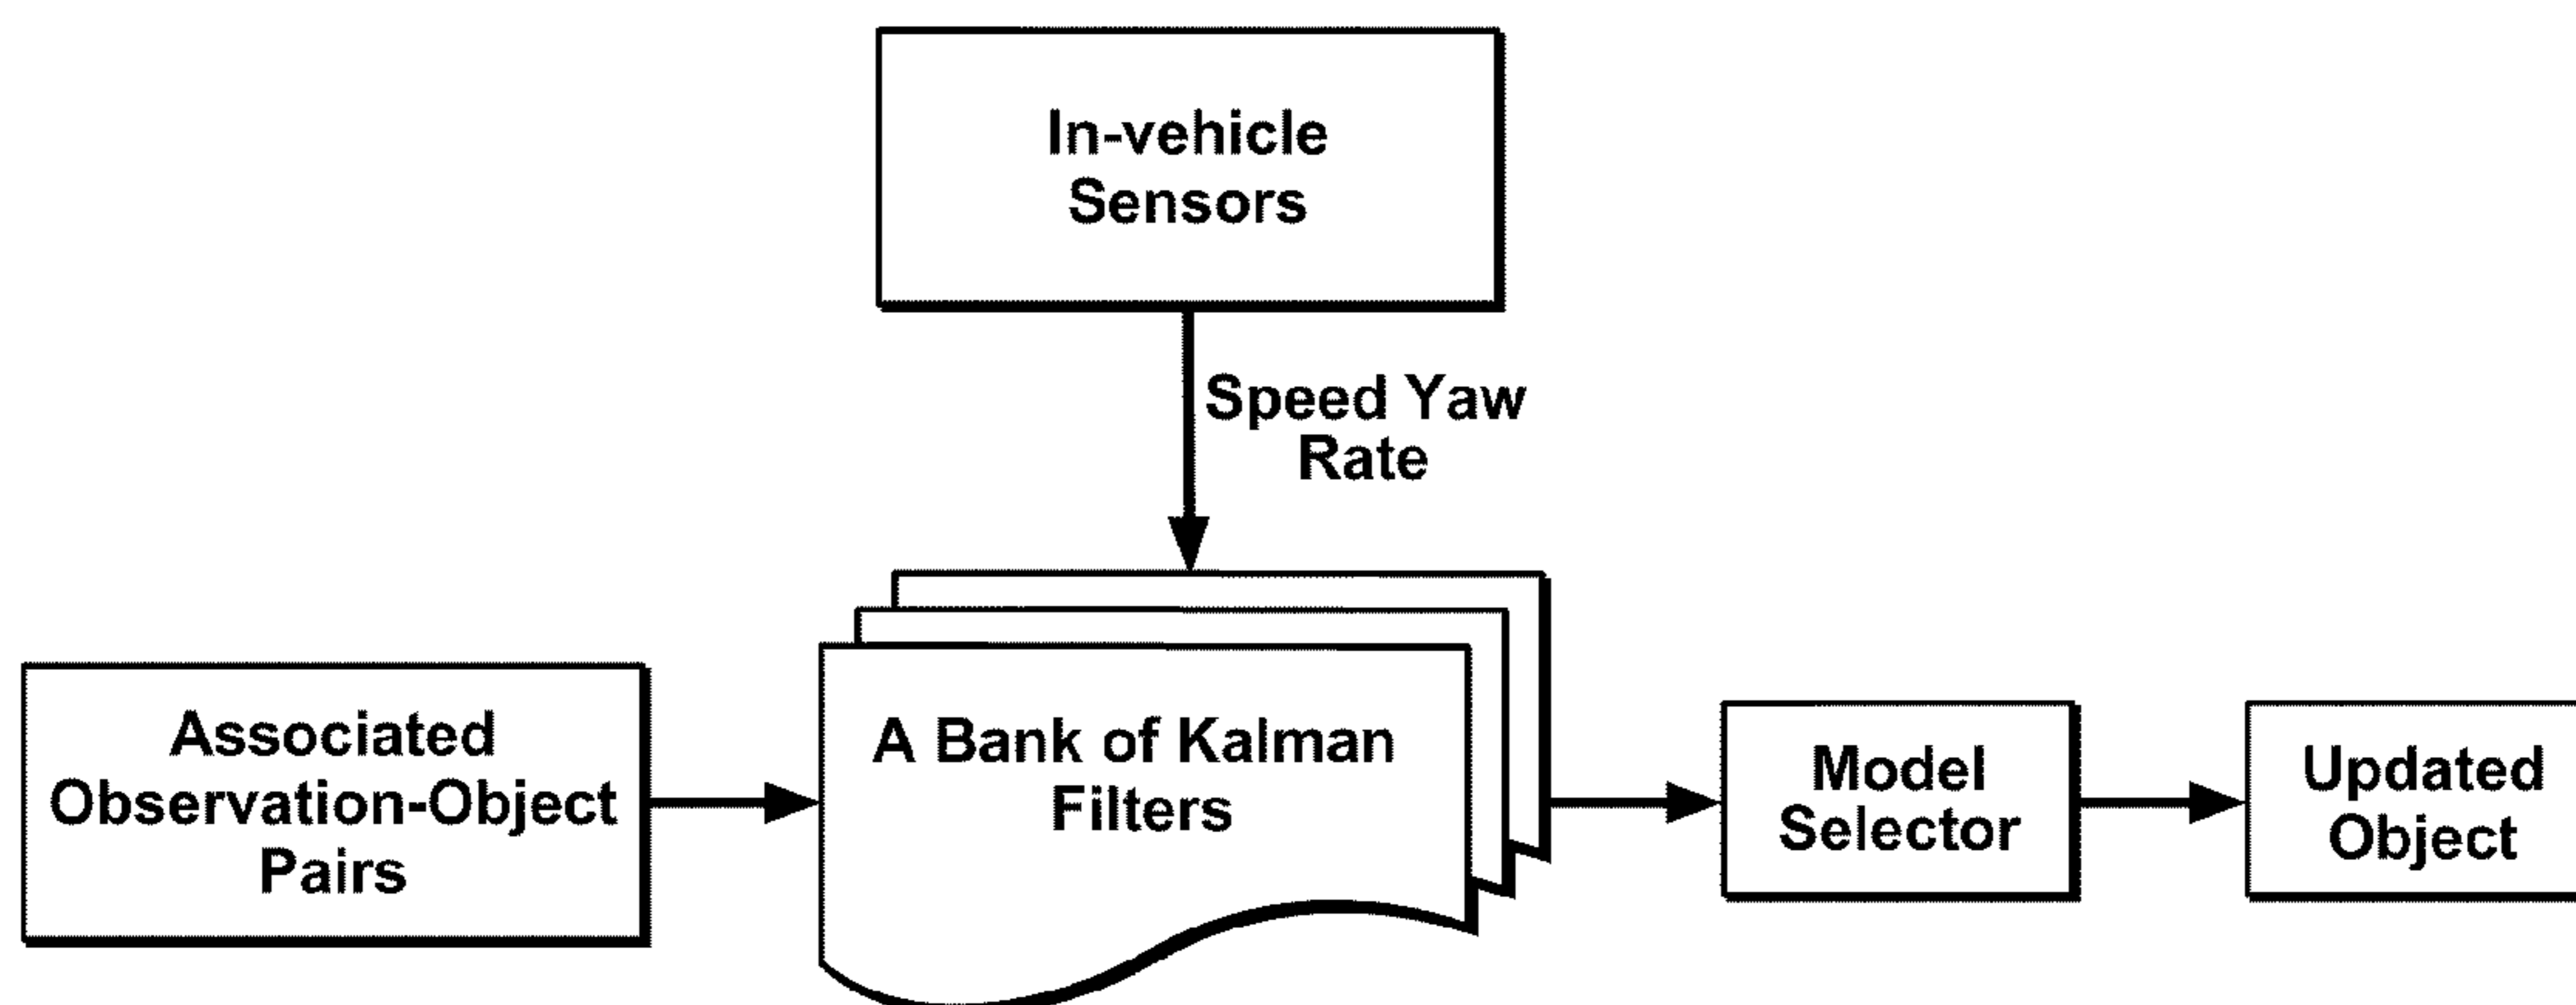 In-vehicle
Sensors
Speed Yaw
Rate
Associated
Observation-Object
Pairs
A Bank of Kalman
Filters
Model
Selector
Updated
Object